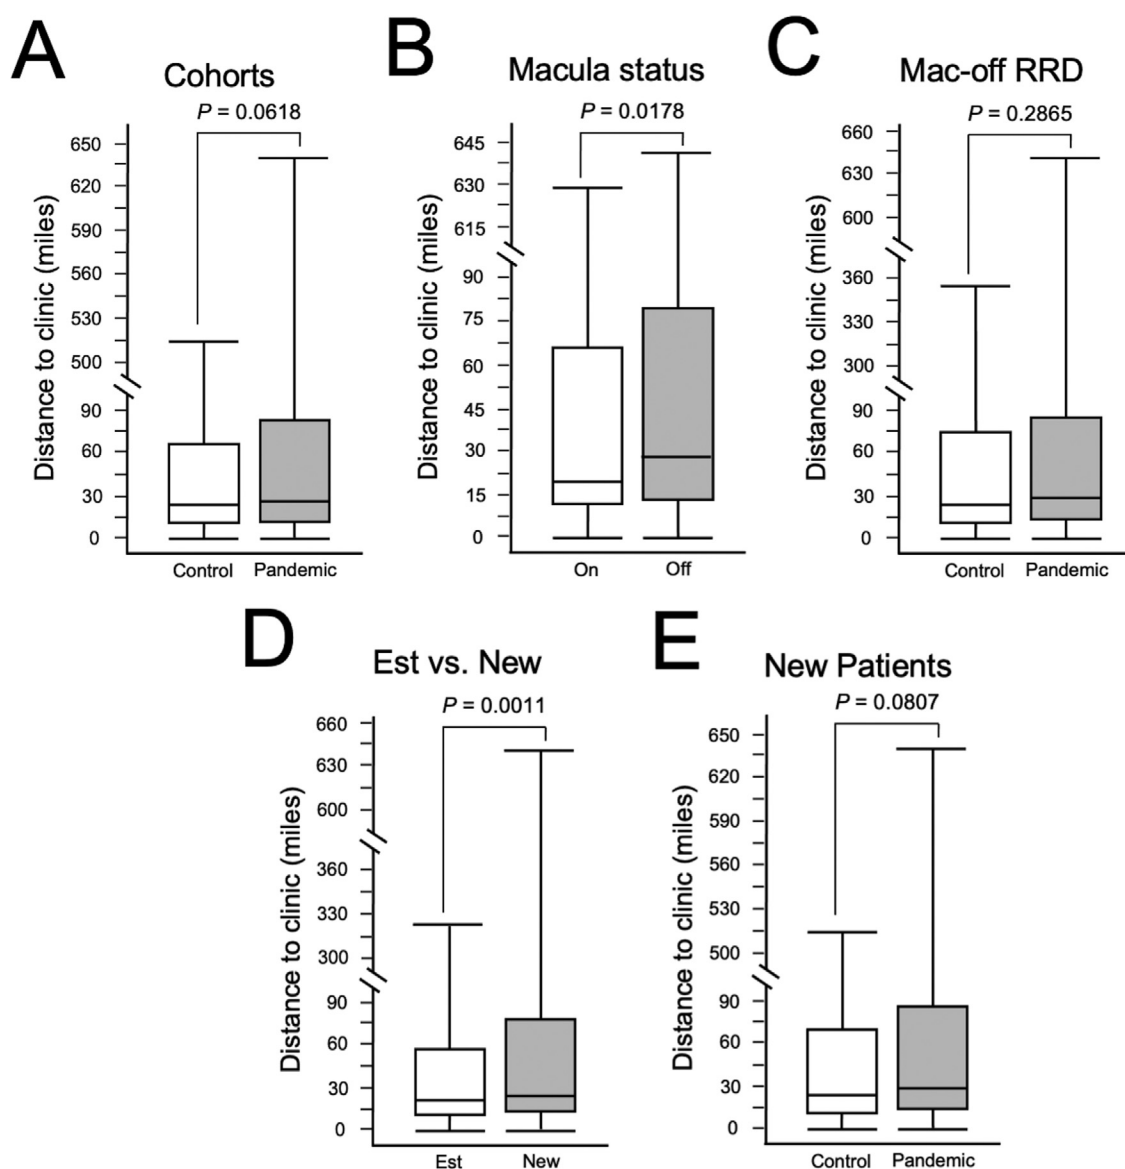 A
Cohorts
P = 0.0618
Distance to clinic (miles)
650
620
590
560
530
500
90
60
30
0
Control Pandemic
B
Macula status
P = 0.0178
Distance to clinic (miles)
645
630
615
90
75
60
45
30
15
0
On Off
C
Mac-off RRD
P = 0.2865
Distance to clinic (miles)
660
630
600
360
330
300
90
60
30
0
Control Pandemic
D
Est vs. New
P = 0.0011
Distance to clinic (miles)
660
630
600
360
330
300
90
60
30
0
Est New
E
New Patients
P = 0.0807
Distance to clinic (miles)
650
620
590
560
530
500
90
60
30
0
Control Pandemic